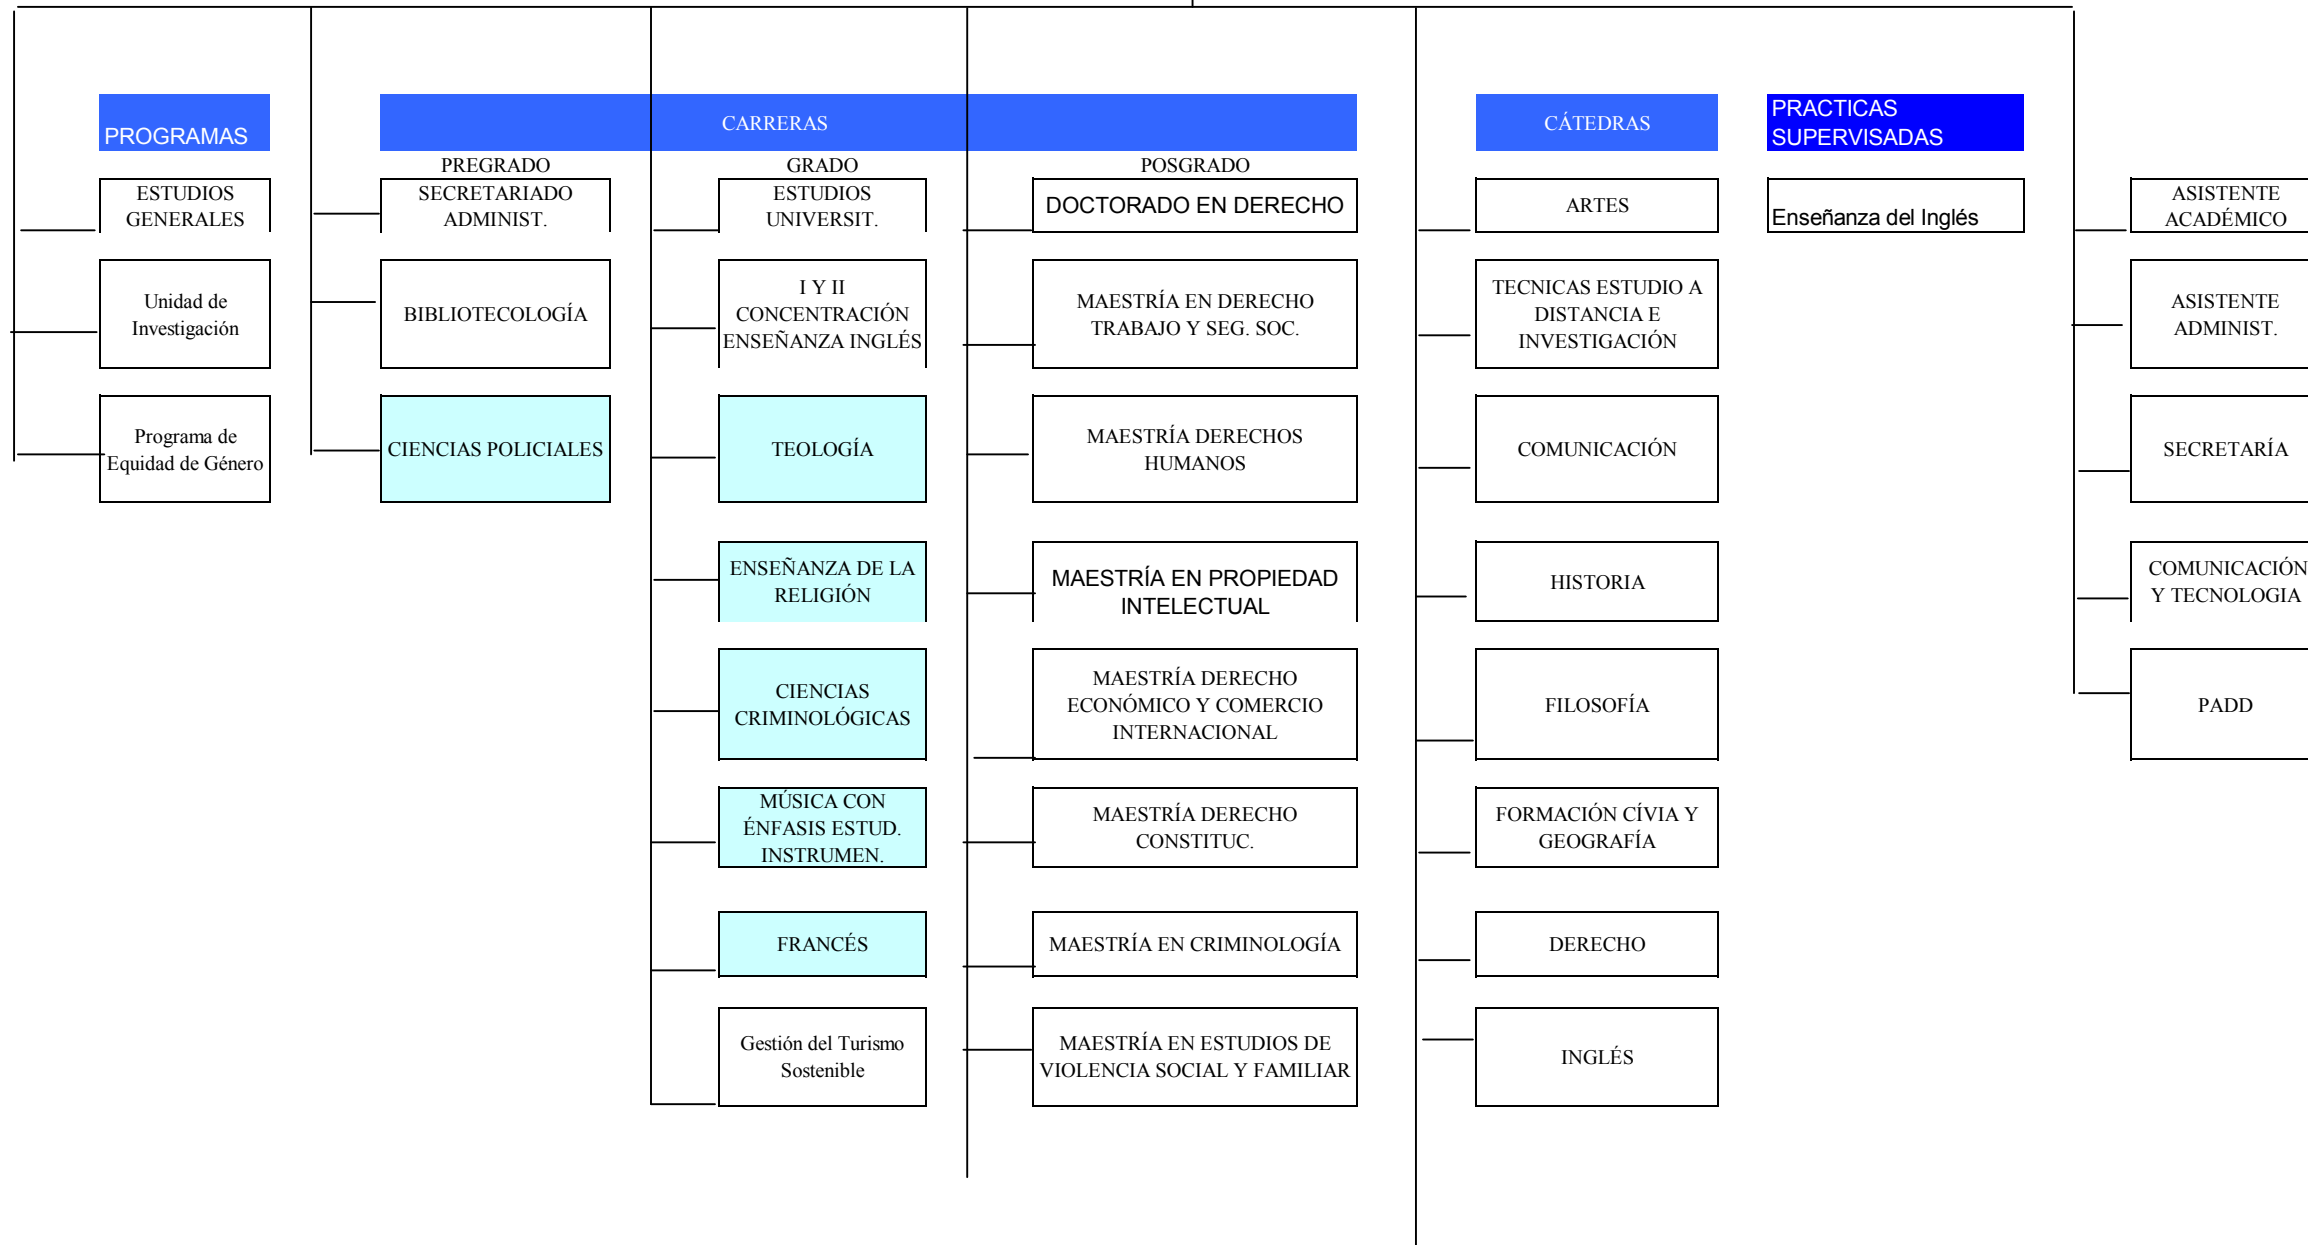 PROGRAMAS
CARRERAS
CÁTEDRAS
PRACTICAS
SUPERVISADAS
PREGRADO
GRADO
POSGRADO
ESTUDIOS
GENERALES
Unidad de
Investigación
Programa de
Equidad de Género
SECRETARIADO
ADMINIST.
BIBLIOTECOLOGÍA
CIENCIAS POLICIALES
ESTUDIOS
UNIVERSIT.
I Y II
CONCENTRACIÓN
ENSEÑANZA INGLÉS
TEOLOGÍA
ENSEÑANZA DE LA
RELIGIÓN
CIENCIAS
CRIMINOLÓGICAS
MÚSICA CON
ÉNFASIS ESTUD.
INSTRUMEN.
FRANCÉS
Gestión del Turismo
Sostenible
DOCTORADO EN DERECHO
MAESTRÍA EN DERECHO
TRABAJO Y SEG. SOC.
MAESTRÍA DERECHOS
HUMANOS
MAESTRÍA EN PROPIEDAD
INTELECTUAL
MAESTRÍA DERECHO
ECONÓMICO Y COMERCIO
INTERNACIONAL
MAESTRÍA DERECHO
CONSTITUC.
MAESTRÍA EN CRIMINOLOGÍA
MAESTRÍA EN ESTUDIOS DE
VIOLENCIA SOCIAL Y FAMILIAR
ARTES
TECNICAS ESTUDIO A
DISTANCIA E
INVESTIGACIÓN
COMUNICACIÓN
HISTORIA
FILOSOFÍA
FORMACIÓN CÍVIA Y
GEOGRAFÍA
DERECHO
INGLÉS
Enseñanza del Inglés
ASISTENTE
ACADÉMICO
ASISTENTE
ADMINIST.
SECRETARÍA
COMUNICACIÓN
Y TECNOLOGIA
PADD